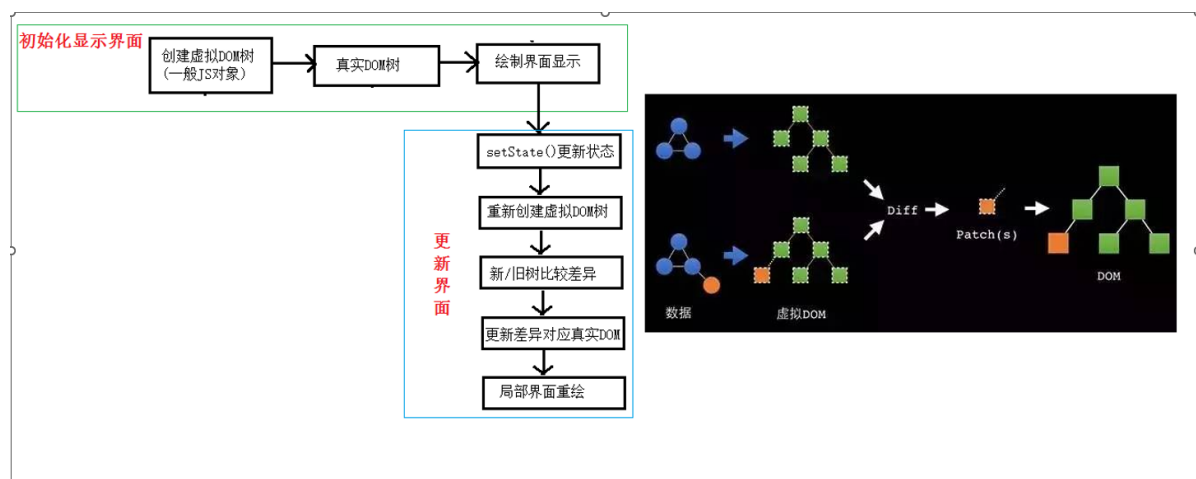 初始化显示界面
创建虚拟DOM树
(一般JS对象)
真实DOM树
绘制界面显示
setState()更新状态
重新创建虚拟DOM树
新/旧树比较差异
更新差异对应真实DOM
局部界面重绘
更
新
界
面
Diff
Patch(s)
DOM
数据
虚拟DOM